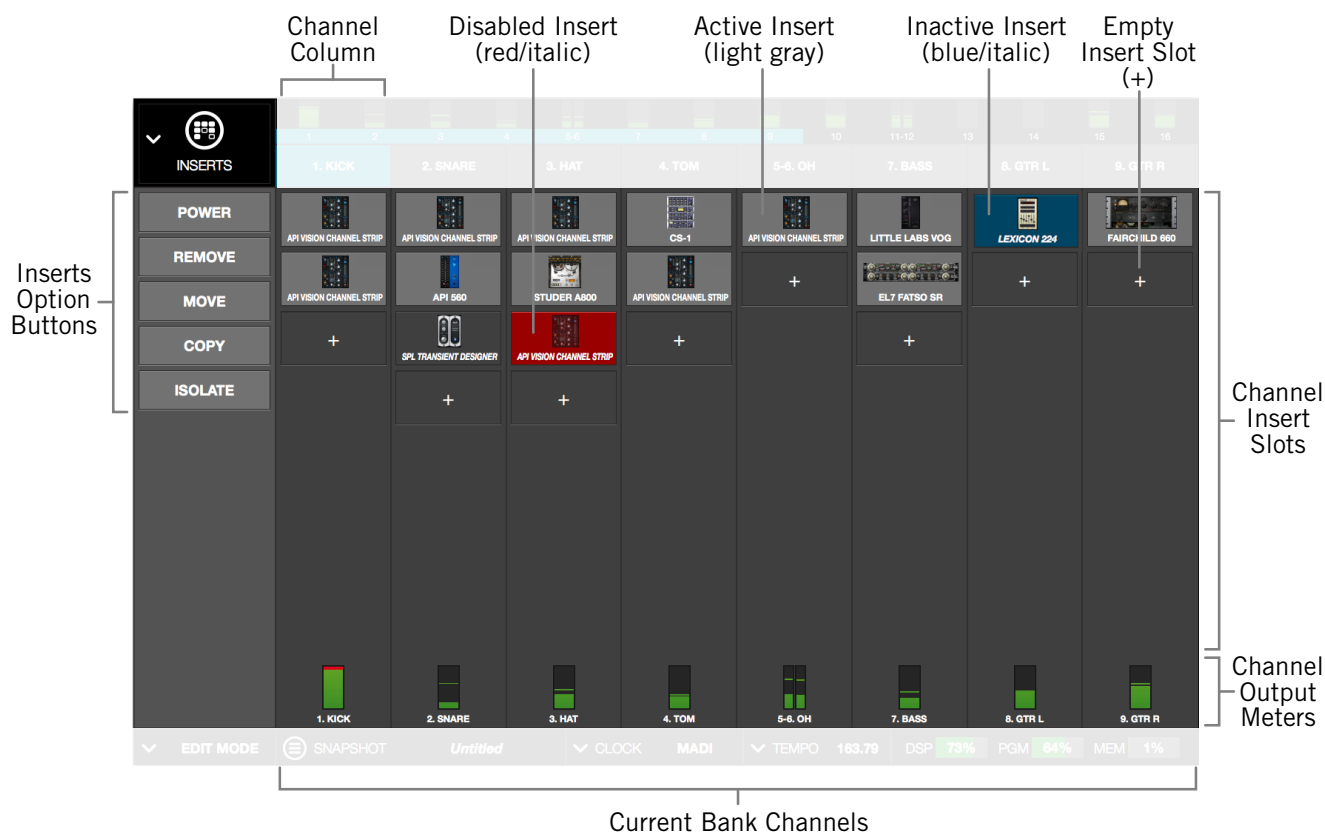 Channel
Column
Disabled Insert
(red/italic)
Active Insert
(light gray)
Inactive Insert
(blue/italic)
Empty
Insert Slot
(+)
INSERTS
1 2 3 4 5-6 7 8 9 10 11-12 13 14 15 16
1. KICK 2. SNARE 3. HAT 4. TOM 5-6. OH 7. BASS 8. GTR L 9. GTR R
Inserts
Option
Buttons
POWER
REMOVE
MOVE
COPY
ISOLATE
API VISION CHANNEL STRIP API VISION CHANNEL STRIP API VISION CHANNEL STRIP CS-1 API VISION CHANNEL STRIP LITTLE LABS VOG LEXICON 224 FAIRCHILD 660
API VISION CHANNEL STRIP API 560 STUDER A800 API VISION CHANNEL STRIP + EL7 FATSO SR + +
+ SPL TRANSIENT DESIGNER API VISION CHANNEL STRIP + +
+ +
Channel
Insert
Slots
1. KICK 2. SNARE 3. HAT 4. TOM 5-6. OH 7. BASS 8. GTR L 9. GTR R
Channel
Output
Meters
EDIT MODE SNAPSHOT Untitled CLOCK MADI TEMPO 163.79 DSP 73% PGM 64% MEM 1%
Current Bank Channels